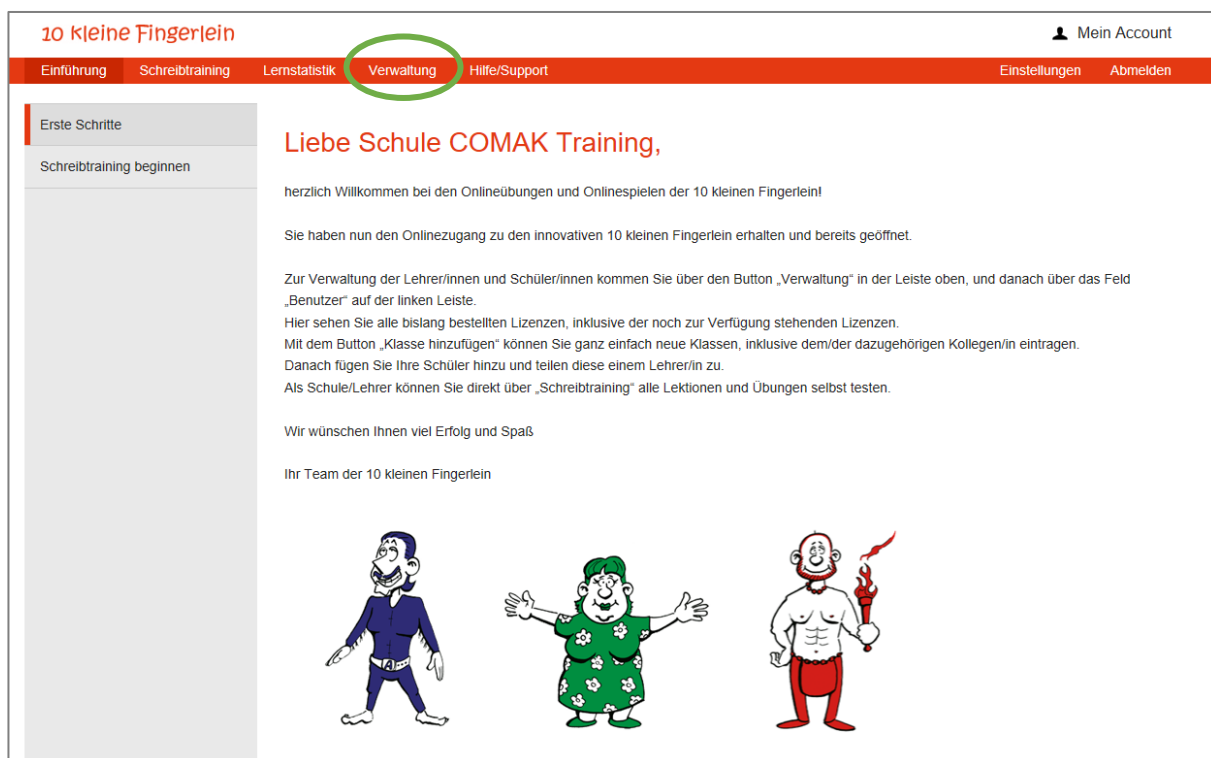 10 kleine Fingerlein
Mein Account
Einführung Schreibtraining Lernstatistik Verwaltung Hilfe/Support Einstellungen Abmelden
Erste Schritte
Schreibtraining beginnen
Liebe Schule COMAK Training,
herzlich Willkommen bei den Onlineübungen und Onlinespielen der 10 kleinen Fingerlein!
Sie haben nun den Onlinezugang zu den innovativen 10 kleinen Fingerlein erhalten und bereits geöffnet.
Zur Verwaltung der Lehrer/innen und Schüler/innen kommen Sie über den Button „Verwaltung“ in der Leiste oben, und danach über das Feld
„Benutzer“ auf der linken Leiste.
Hier sehen Sie alle bislang bestellten Lizenzen, inklusive der noch zur Verfügung stehenden Lizenzen.
Mit dem Button „Klasse hinzufügen“ können Sie ganz einfach neue Klassen, inklusive dem/der dazugehörigen Kollegen/in eintragen.
Danach fügen Sie Ihre Schüler hinzu und teilen diese einem Lehrer/in zu.
Als Schule/Lehrer können Sie direkt über „Schreibtraining“ alle Lektionen und Übungen selbst testen.
Wir wünschen Ihnen viel Erfolg und Spaß
Ihr Team der 10 kleinen Fingerlein
A